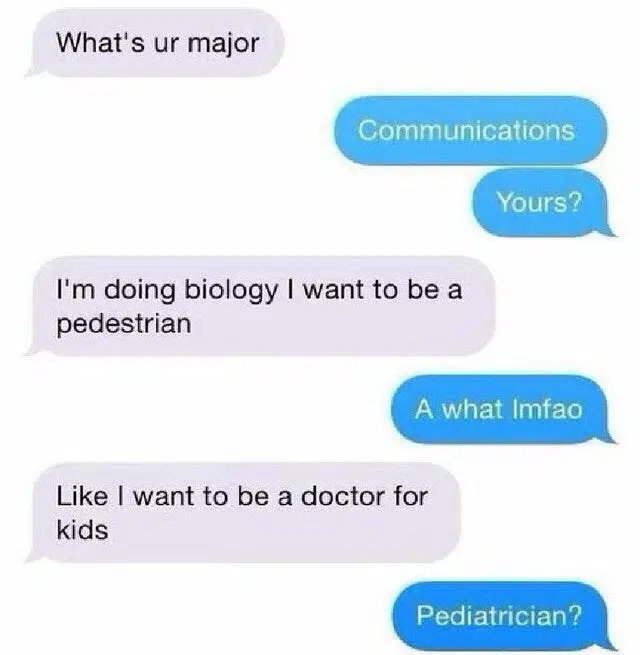 What's ur major
Communications
Yours?
I'm doing biology I want to be a
pedestrian
A what lmfao
Like I want to be a doctor for
kids
Pediatrician?